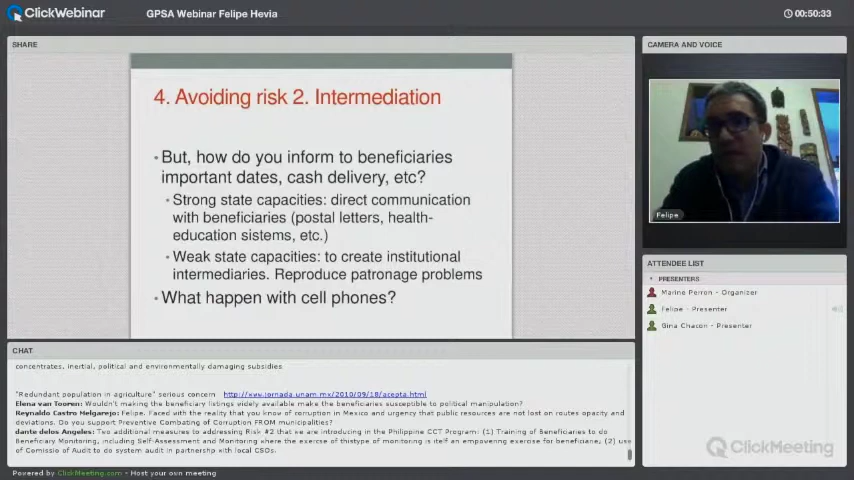 ClickWebinar
GPSA Webinar Felipe Hevia
00:50:33
SHARE
4. Avoiding risk 2. Intermediation
• But, how do you inform to beneficiaries
important dates, cash delivery, etc?
• Strong state capacities: direct communication
with beneficiaries (postal letters, health-
education sistems, etc.)
• Weak state capacities: to create institutional
intermediaries. Reproduce patronage problems
• What happen with cell phones?
CAMERA AND VOICE
Felipe
ATTENDEE LIST
PRESENTERS
Marine Perron - Organizer
Felipe - Presenter
Gina Chacon - Presenter
CHAT
concentrates, inertial, political and environmentally damaging subsidies
"Redundant population in agriculture" serious concern http://www.jornada.unam.mx/2010/09/18/acepta.html
Elena van Tooren: Wouldn't making the beneficiary listings widely available make the beneficiaries susceptible to political manipulation?
Reynaldo Castro Melgarejo: Felipe. Faced with the reality that you know of corruption in Mexico and urgency that public resources are not lost on routes opacity and
deviations. Do you support Preventive Combating of Corruption FROM municipalities?
dante delos Angeles: Two additional measures to addressing Risk #2 that we are introducing in the Philippine CCT Program: (1) Training of Beneficiaries to do
Beneficiary Monitoring, including Self-Assessment and Monitoring where the exercise of thistype of monitoring is itself an empowering exercise for beneficiarie; (2) use
of Comissio of Audit to do system audit in partnership with local CSOs.
ClickMeeting
Powered by ClickMeeting.com - Host your own meeting